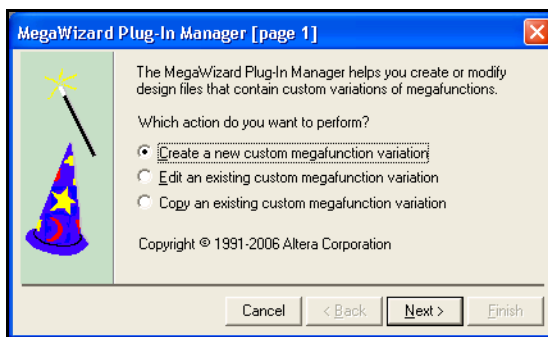 MegaWizard Plug-In Manager [page 1]
The MegaWizard Plug-In Manager helps you create or modify
design files that contain custom variations of megafunctions.
Which action do you want to perform?
Create a new custom megafunction variation
Edit an existing custom megafunction variation
Copy an existing custom megafunction variation
Copyright © 1991-2006 Altera Corporation
Cancel
< Back
Next >
Finish